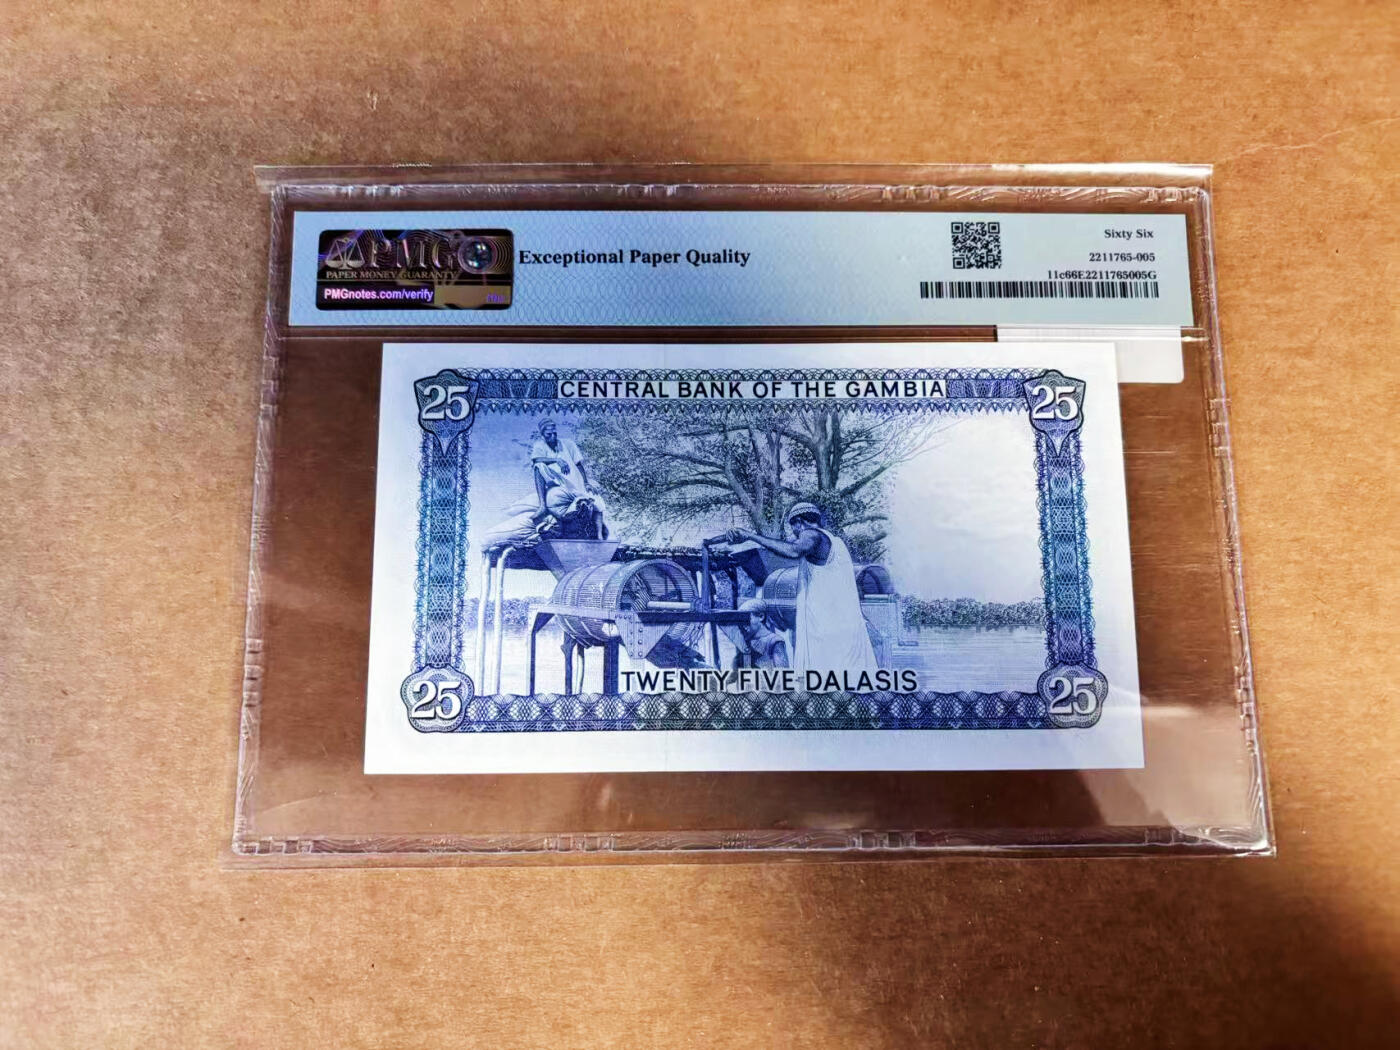 PMG
PAPER MONEY GUARANTY
PMGnotes.com/verify
Exceptional Paper Quality
Sixty Six
2211765-005
11c66E2211765005G
25
CENTRAL BANK OF THE GAMBIA
25
25
TWENTY FIVE DALASIS
25